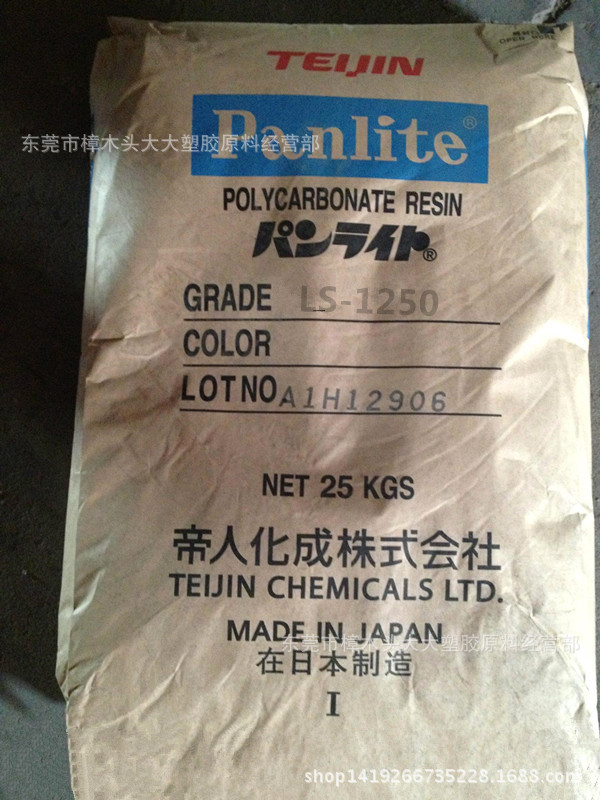 OPEN HERE
TEIJIN
Panlite®
东莞市樟木头大大塑胶原料经营部
POLYCARBONATE RESIN
パンライト®
GRADE LS-1250
COLOR
LOT NO A1H12906
NET 25 KGS
帝人化成株式会社
TEIJIN CHEMICALS LTD.
MADE IN JAPAN
东莞市樟木头大大塑胶原料经营部
在日本制造
I
shop1419266735228.1688.com